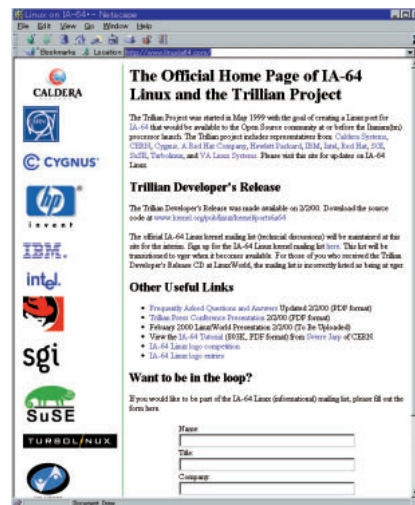 Linux on IA-64 - Netscape
File Edit View Go Window Help
Bookmarks Location: http://www.linuxia64.com/
CALDERA
CYGNUS
hp
invent
IBM.
intel.
sgi
SuSE
TURBOLINUX
The Official Home Page of IA-64
Linux and the Trillian Project
The Trillian Project was started in May 1999 with the goal of creating a Linux port for
IA-64 that would be available to the Open Source community at or before the Itanium(tm)
processor launch. The Trillian project includes representatives from: Caldera Systems,
CERN, Cygnus, A Red Hat Company, Hewlett Packard, IBM, Intel, Red Hat, SGI,
SuSE, Turbolinux, and VA Linux Systems. Please visit this site for updates on IA-64
Linux.
Trillian Developer's Release
The Trillian Developer's Release was made available on 2/2/00. Download the source
code at www.kernel.org/pub/linux/kernel/ports/ia64
The official IA-64 Linux kernel mailing list (technical discussions) will be maintained at this
site for the interim. Sign up for the IA-64 Linux kernel mailing list here. This list will be
transitioned to vger when it becomes available. For those of you who received the Trillian
Developer's Release CD at LinuxWorld, the mailing list is incorrectly listed as being at vger.
Other Useful Links
Frequently Asked Questions and Answers Updated 2/2/00 (PDF format)
Trillian Press Conference Presentation 2/2/00 (PDF format)
Febuary 2000 LinuxWorld Presentation 2/2/00 (To Be Uploaded)
View the IA-64 Tutorial (803K, PDF format) from Sverre Jarp of CERN.
IA-64 Linux logo competition
IA-64 Linux logo entries
Want to be in the loop?
If you would like to be part of the IA-64 Linux (informational) mailing list, please fill out the
form here.
Name:
Title:
Company:
Document: Done